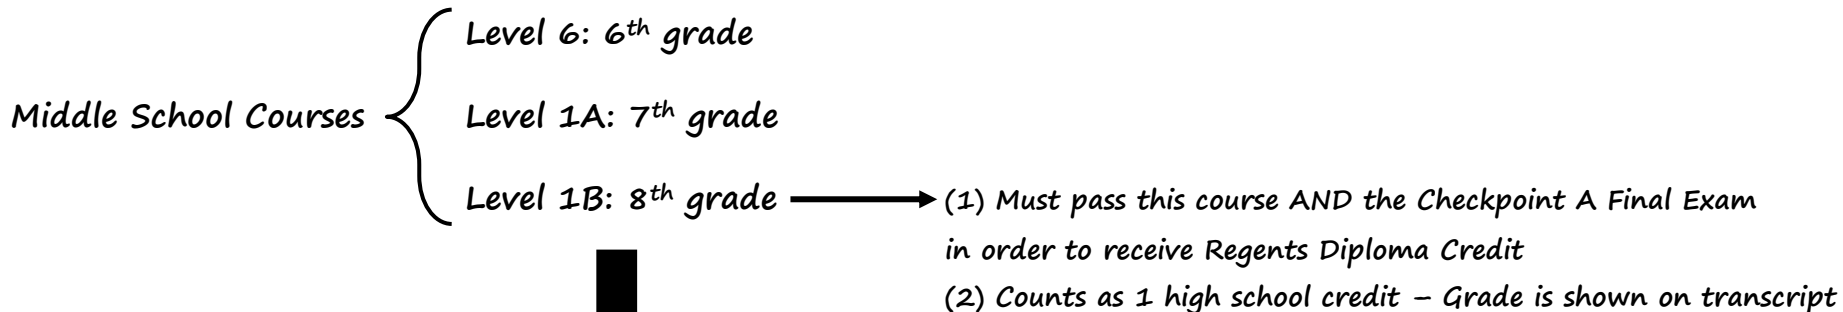 Level 6: 6th grade
Middle School Courses
Level 1A: 7th grade
Level 1B: 8th grade
(1) Must pass this course AND the Checkpoint A Final Exam
in order to receive Regents Diploma Credit
(2) Counts as 1 high school credit – Grade is shown on transcript